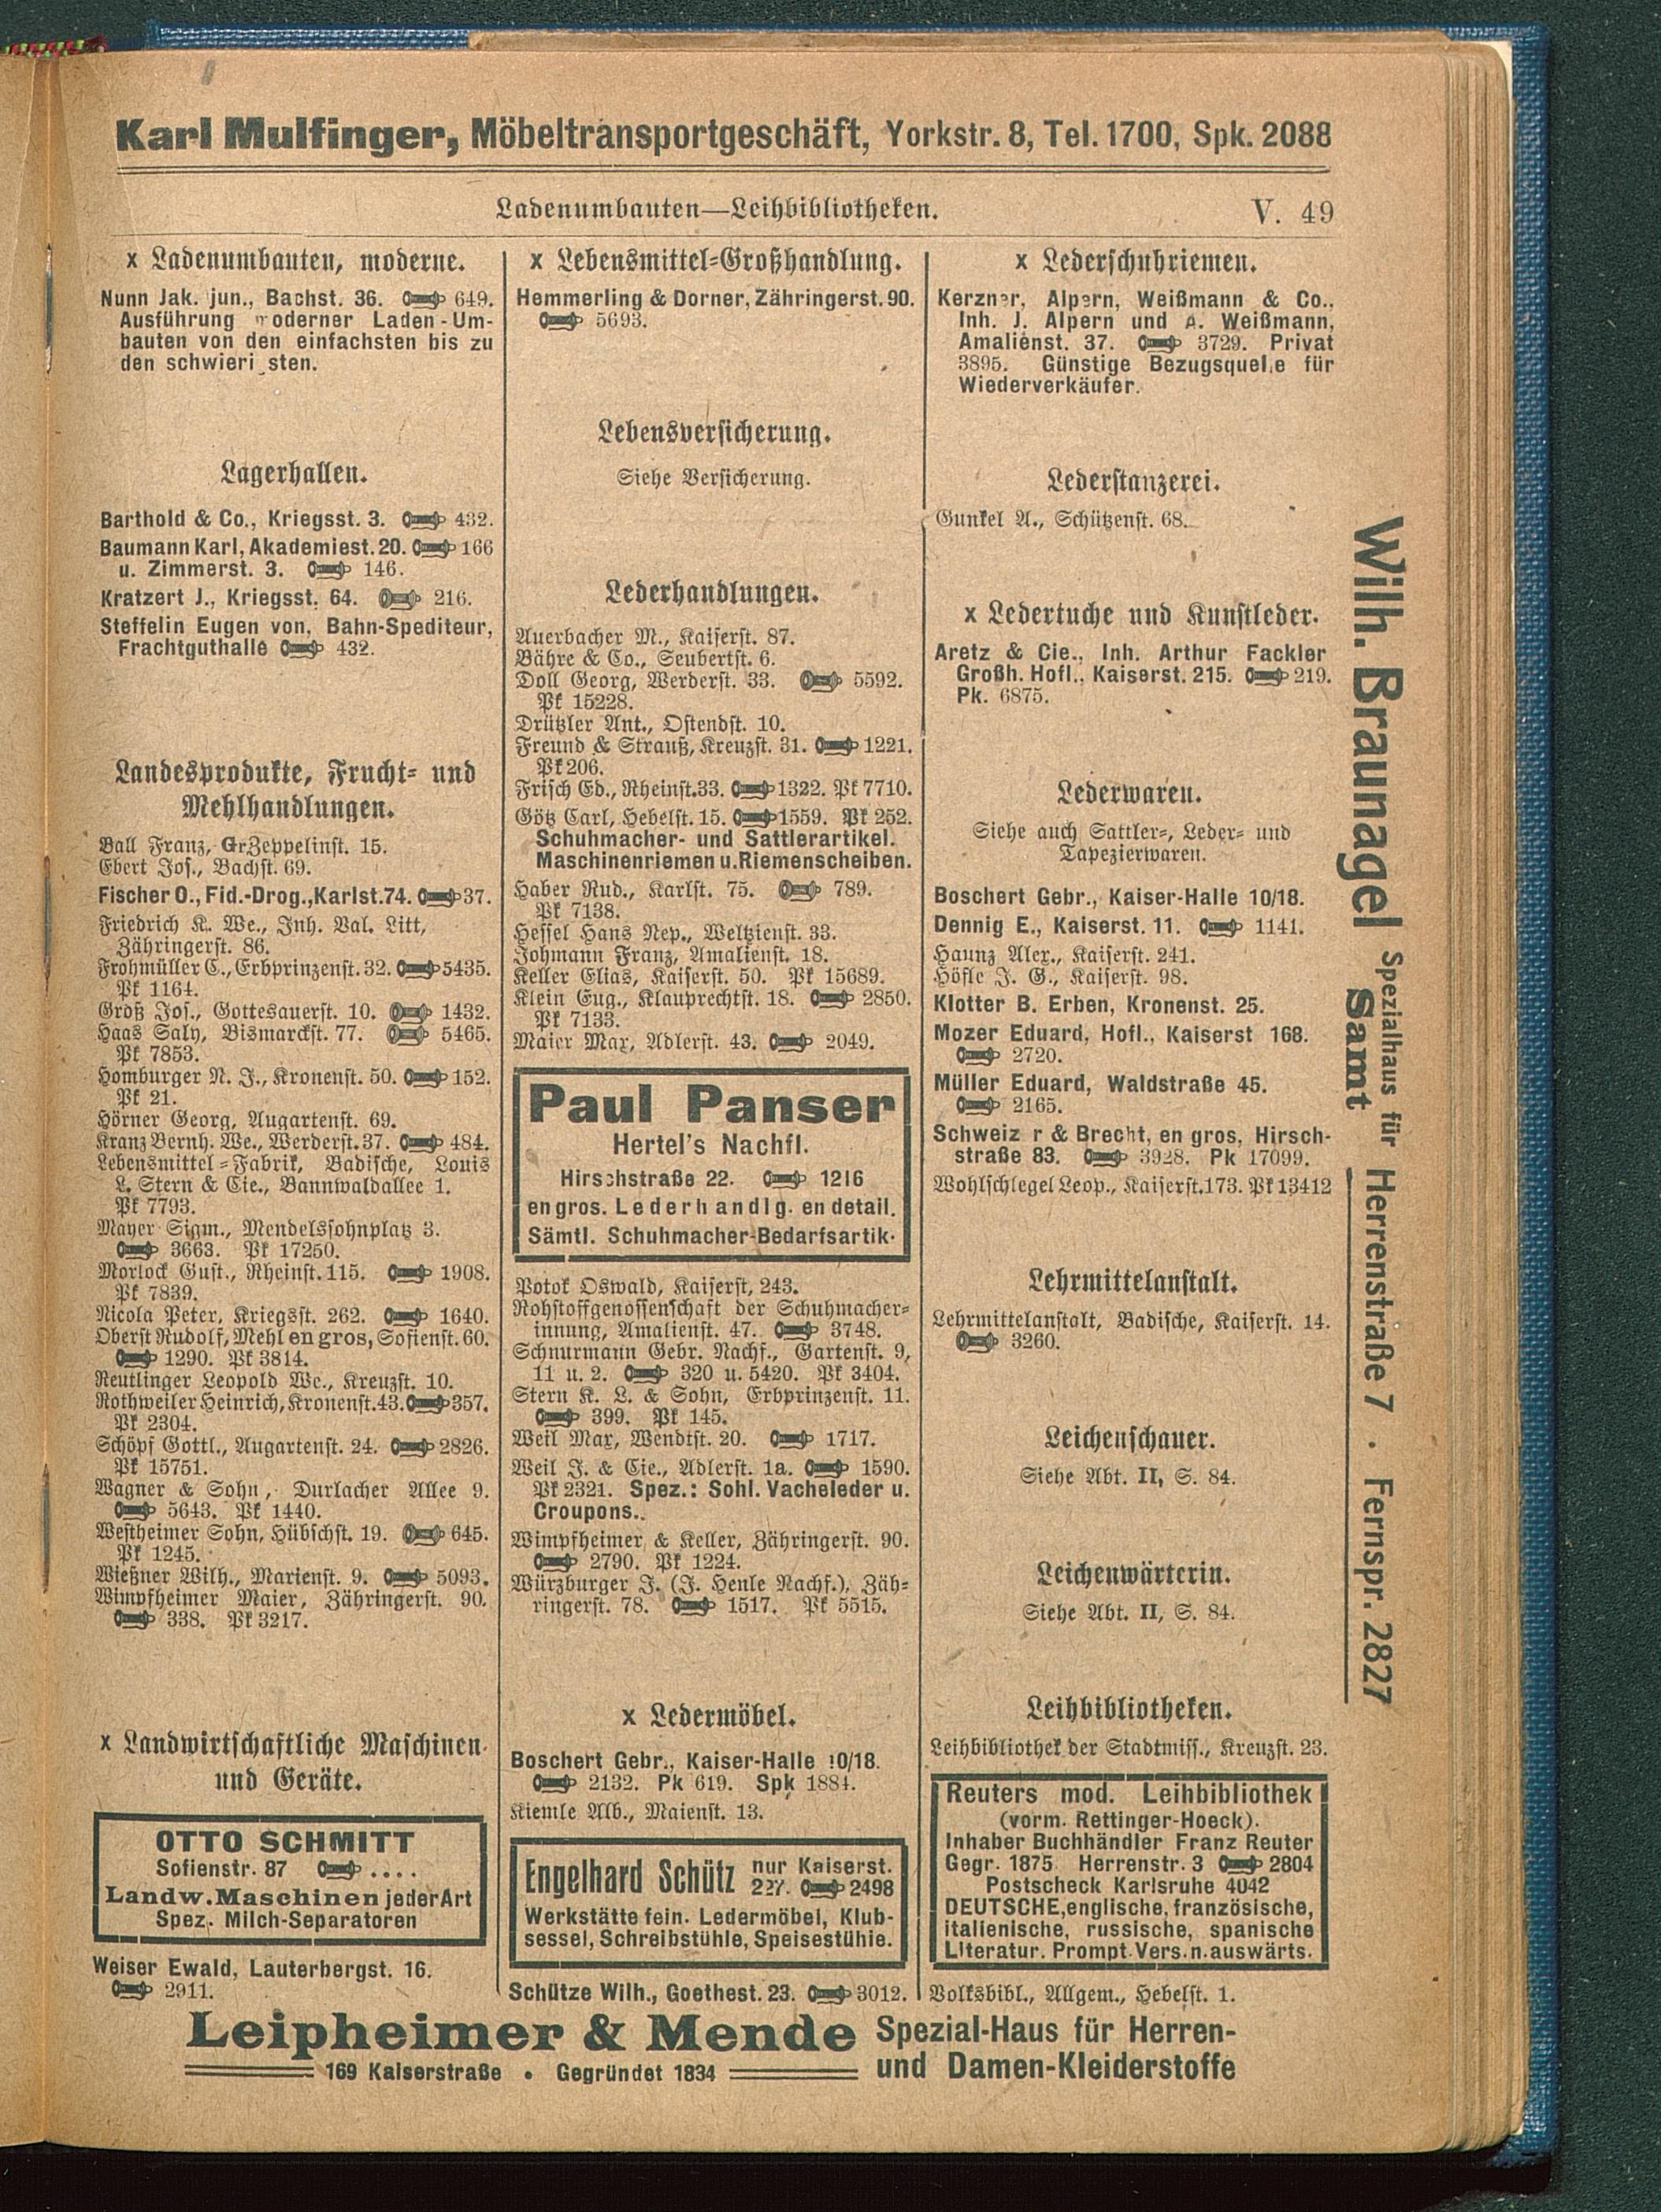 Karl Mulfinger, Möbeltransportgeschäft, Yorkstr. 8, Tel. 1700, Spk. 2088
Ladenumbauten—Leihbibliotheken.
V. 49
x Ladenumbauten, moderne.
Nunn Jak. jun., Bachst. 36. 649.
Ausführung moderner Laden-Um-
bauten von den einfachsten bis zu
den schwieri sten.
Lagerhallen.
Barthold & Co., Kriegsst. 3. 432.
Baumann Karl, Akademiest. 20. 166
u. Zimmerst. 3. 146.
Kratzert J., Kriegsst. 64. 216.
Steffelin Eugen von, Bahn-Spediteur,
Frachtguthalle 432.
Landesprodukte, Frucht- und
Mehlhandlungen.
Ball Franz, Gr. Zeppelinst. 15.
Ebert Jos., Bachst. 69.
Fischer O., Fid.-Drog., Karlst. 74. 37.
Friedrich K. We., Inh. Val. Litt,
Zähringerst. 86.
Frohmüller C., Erbprinzenst. 32. 5435.
Pk 1164.
Groß Jos., Gottesauerst. 10. 1432.
Haas Saly, Bismarckst. 77. 5465.
Pk 7853.
Homburger N. J., Kronenst. 50. 152.
Pk 21.
Hörner Georg, Augartenst. 69.
Kranz Bernh. We., Werderst. 37. 484.
Lebensmittel-Fabrik, Badische, Louis
L. Stern & Cie., Bannwaldallee 1.
Pk 7793.
Mayer Sigm., Mendelssohnplatz 3.
3663. Pk 17250.
Morlock Gust., Rheinst. 115. 1908.
Pk 7839.
Nicola Peter, Kriegsst. 262. 1640.
Oberst Rudolf, Mehl en gros, Sofienst. 60.
1290. Pk 3814.
Reutlinger Leopold We., Kreuzst. 10.
Rothweiler Heinrich, Kronenst. 43. 357.
Pk 2304.
Schöpf Gottl., Augartenst. 24. 2826.
Pk 15751.
Wagner & Sohn, Durlacher Allee 9.
5643. Pk 1440.
Westheimer Sohn, Hübschst. 19. 645.
Pk 1245.
Wießner Wilh., Marienst. 9. 5093.
Wimpfheimer Maier, Zähringerst. 90.
338. Pk 3217.
x Landwirtschaftliche Maschinen
und Geräte.
OTTO SCHMITT
Sofienstr. 87 ....
Landw. Maschinen jeder Art
Spez. Milch-Separatoren
Weiser Ewald, Lauterbergst. 16.
2911.
x Lebensmittel-Großhandlung.
Hemmerling & Dorner, Zähringerst. 90.
5693.
Lebensversicherung.
Siehe Versicherung.
Lederhandlungen.
Auerbacher M., Kaiserst. 87.
Bähre & Co., Seubertst. 6.
Doll Georg, Werderst. 33. 5592.
Pk 15228.
Drützler Ant., Ostendst. 10.
Freund & Strauß, Kreuzst. 31. 1221.
Pk 206.
Frisch Ed., Rheinst. 33. 1322. Pk 7710.
Götz Carl, Hebelst. 15. 1559. Pk 252.
Schuhmacher- und Sattlerartikel.
Maschinenriemen u. Riemenscheiben.
Haber Rud., Karlst. 75. 789.
Pk 7138.
Hessel Hans Nep., Weltzienst. 33.
Johmann Franz, Amalienst. 18.
Keller Elias, Kaiserst. 50. Pk 15689.
Klein Eug., Klauprechtst. 18. 2850.
Pk 7133.
Maier Max, Adlerst. 43. 2049.
Paul Panser
Hertel's Nachfl.
Hirschstraße 22. 1216
en gros. Lederhandlg. en detail.
Sämtl. Schuhmacher-Bedarfsartik.
Potok Oswald, Kaiserst, 243.
Rohstoffgenossenschaft der Schuhmacher-
innung, Amalienst. 47. 3748.
Schnurmann Gebr. Nachf., Gartenst. 9,
11 u. 2. 320 u. 5420. Pk 3404.
Stern K. L. & Sohn, Erbprinzenst. 11.
399. Pk 145.
Weil Max, Wendtst. 20. 1717.
Weil J. & Cie., Adlerst. 1a. 1590.
Pk 2321. Spez.: Sohl. Vacheleder u.
Croupons.
Wimpfheimer & Keller, Zähringerst. 90.
2790. Pk 1224.
Würzburger J. (J. Henle Nachf.), Zäh-
ringerst. 78. 1517. Pk 5515.
x Ledermöbel.
Boschert Gebr., Kaiser-Halle 10/18.
2132. Pk 619. Spk 1884.
Kiemle Alb., Maienst. 13.
Engelhard Schütz nur Kaiserst.
227. 2498
Werkstätte fein. Ledermöbel, Klub-
sessel, Schreibstühle, Speisestühle.
Schütze Wilh., Goethest. 23. 3012.
x Lederschuhriemen.
Kerzner, Alpern, Weißmann & Co.,
Inh. J. Alpern und A. Weißmann,
Amalienst. 37. 3729. Privat
3895. Günstige Bezugsquelle für
Wiederverkäufer.
Lederstanzerei.
Gunkel A., Schützenst. 68.
x Ledertuche und Kunstleder.
Aretz & Cie., Inh. Arthur Fackler
Großh. Hofl., Kaiserst. 215. 219.
Pk. 6875.
Lederwaren.
Siehe auch Sattler-, Leder- und
Tapezierwaren.
Boschert Gebr., Kaiser-Halle 10/18.
Dennig E., Kaiserst. 11. 1141.
Haunz Alex., Kaiserst. 241.
Höfle J. G., Kaiserst. 98.
Klotter B. Erben, Kronenst. 25.
Mozer Eduard, Hofl., Kaiserst 168.
2720.
Müller Eduard, Waldstraße 45.
2165.
Schweiz r & Brecht, en gros, Hirsch-
straße 83. 3928. Pk 17099.
Wohlschlegel Leop., Kaiserst. 173. Pk 13412
Lehrmittelanstalt.
Lehrmittelanstalt, Badische, Kaiserst. 14.
3260.
Leichenschauer.
Siehe Abt. II, S. 84.
Leichenwärterin.
Siehe Abt. II, S. 84.
Leihbibliotheken.
Leihbibliothek der Stadtmiss., Kreuzst. 23.
Reuters mod. Leihbibliothek
(vorm. Rettinger-Hoeck).
Inhaber Buchhändler Franz Reuter
Gegr. 1875 Herrenstr. 3 2804
Postscheck Karlsruhe 4042
DEUTSCHE, englische, französische,
italienische, russische, spanische
Literatur. Prompt. Vers. n. auswärts.
Volksbibl., Allgem., Hebelst. 1.
Wilh. Braunagel Spezialhaus für Samt Herrenstraße 7 · Fernspr. 2827
Leipheimer & Mende Spezial-Haus für Herren-
169 Kaiserstraße • Gegründet 1834 und Damen-Kleiderstoffe